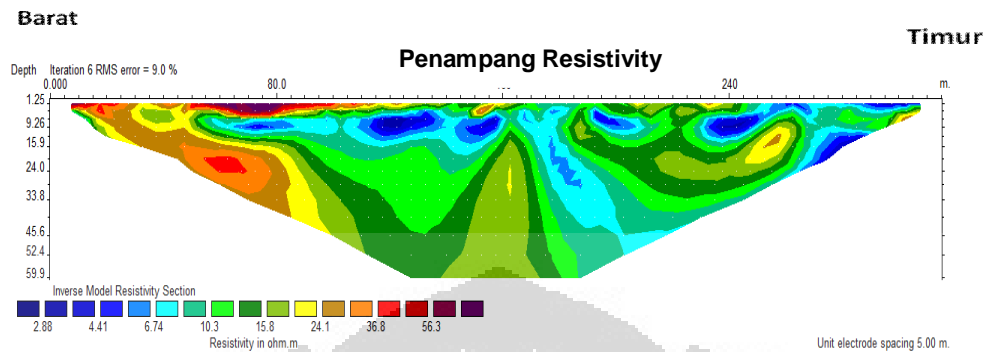 Barat
Timur
Penampang Resistivity
Depth Iteration 6 RMS error = 9.0 %
0.000 80.0 240 m.
1.25
9.26
15.9
24.0
33.8
45.6
52.4
59.9
Inverse Model Resistivity Section
2.88 4.41 6.74 10.3 15.8 24.1 36.8 56.3
Resistivity in ohm.m
Unit electrode spacing 5.00 m.